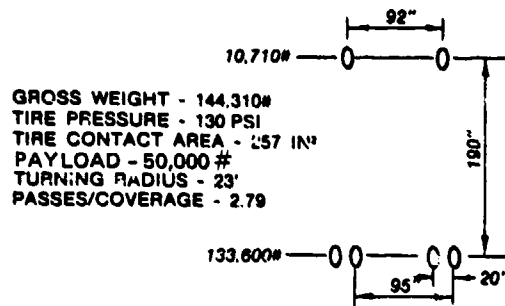 92"
10,710#
GROSS WEIGHT - 144,310#
TIRE PRESSURE - 130 PSI
TIRE CONTACT AREA - 257 IN²
PAYLOAD - 50,000 #
TURNING RADIUS - 23'
PASSES/COVERAGE - 2.79
190"
133,600#
20"
95"